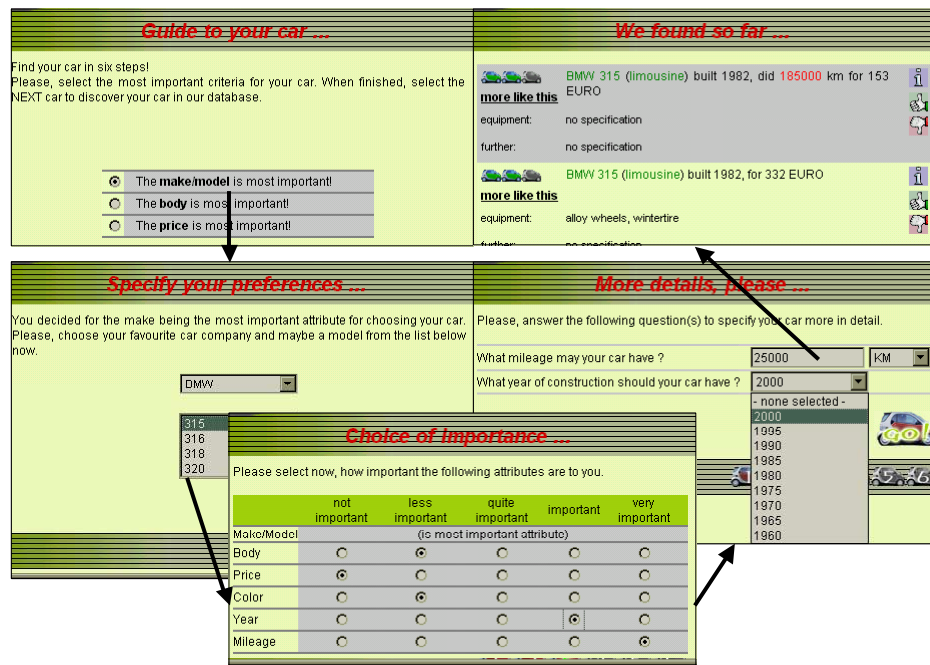 Guide to your car ...
Find your car in six steps!
Please, select the most important criteria for your car. When finished, select the
NEXT car to discover your car in our database.
The make/model is most important!
The body is most important!
The price is most important!
We found so far ...
BMW 315 (limousine) built 1982, did 185000 km for 153
EURO
more like this
equipment: no specification
further: no specification
BMW 315 (limousine) built 1982, for 332 EURO
more like this
equipment: alloy wheels, wintertire
further: no specification
Specify your preferences ...
You decided for the make being the most important attribute for choosing your car.
Please, choose your favourite car company and maybe a model from the list below
now.
DMW
315
316
318
320
Choice of importance ...
Please select now, how important the following attributes are to you.
not important less important quite important important very important
Make/Model (is most important attribute)
Body
Price
Color
Year
Mileage
More details, please ...
Please, answer the following question(s) to specify your car more in detail.
What mileage may your car have ? 25000 KM
What year of construction should your car have ? 2000
- none selected -
2000
1995
1990
1985
1980
1975
1970
1965
1960
GO!
5 6